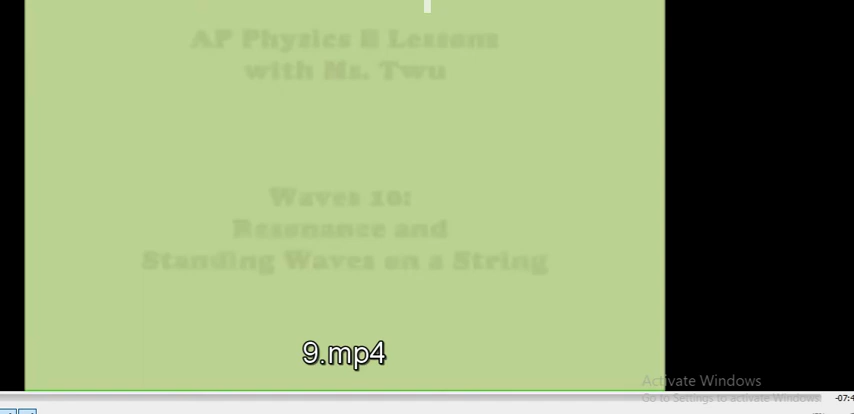 AP Physics B Lessons
with Ms. Twu
Waves 10:
Resonance and
Standing Waves on a String
9.mp4
Activate Windows
Go to Settings to activate Windows.